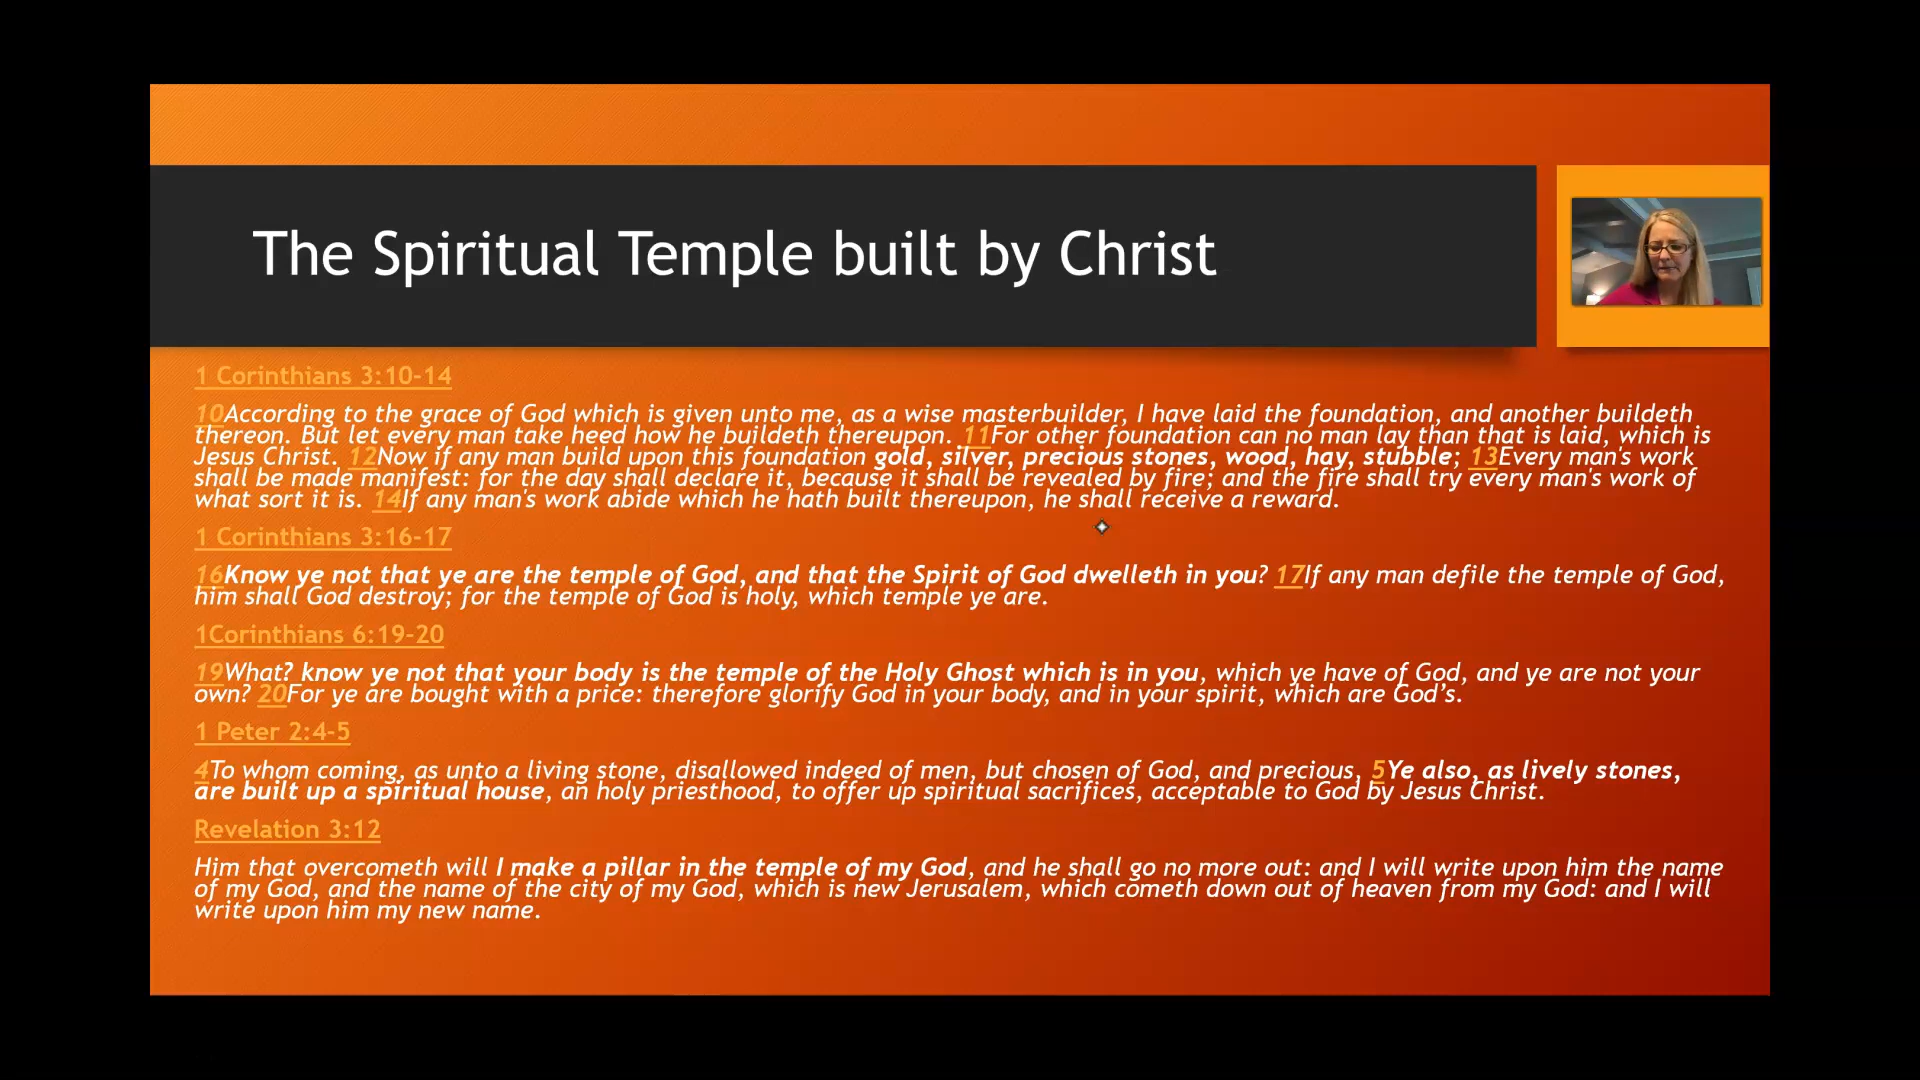 The Spiritual Temple built by Christ
1 Corinthians 3:10-14
10According to the grace of God which is given unto me, as a wise masterbuilder, I have laid the foundation, and another buildeth
thereon. But let every man take heed how he buildeth thereupon. 11For other foundation can no man lay than that is laid, which is
Jesus Christ. 12Now if any man build upon this foundation gold, silver, precious stones, wood, hay, stubble; 13Every man's work
shall be made manifest: for the day shall declare it, because it shall be revealed by fire; and the fire shall try every man's work of
what sort it is. 14If any man's work abide which he hath built thereupon, he shall receive a reward.
1 Corinthians 3:16-17
16Know ye not that ye are the temple of God, and that the Spirit of God dwelleth in you? 17If any man defile the temple of God,
him shall God destroy; for the temple of God is holy, which temple ye are.
1Corinthians 6:19-20
19What? know ye not that your body is the temple of the Holy Ghost which is in you, which ye have of God, and ye are not your
own? 20For ye are bought with a price: therefore glorify God in your body, and in your spirit, which are God’s.
1 Peter 2:4-5
4To whom coming, as unto a living stone, disallowed indeed of men, but chosen of God, and precious, 5Ye also, as lively stones,
are built up a spiritual house, an holy priesthood, to offer up spiritual sacrifices, acceptable to God by Jesus Christ.
Revelation 3:12
Him that overcometh will I make a pillar in the temple of my God, and he shall go no more out: and I will write upon him the name
of my God, and the name of the city of my God, which is new Jerusalem, which cometh down out of heaven from my God: and I will
write upon him my new name.